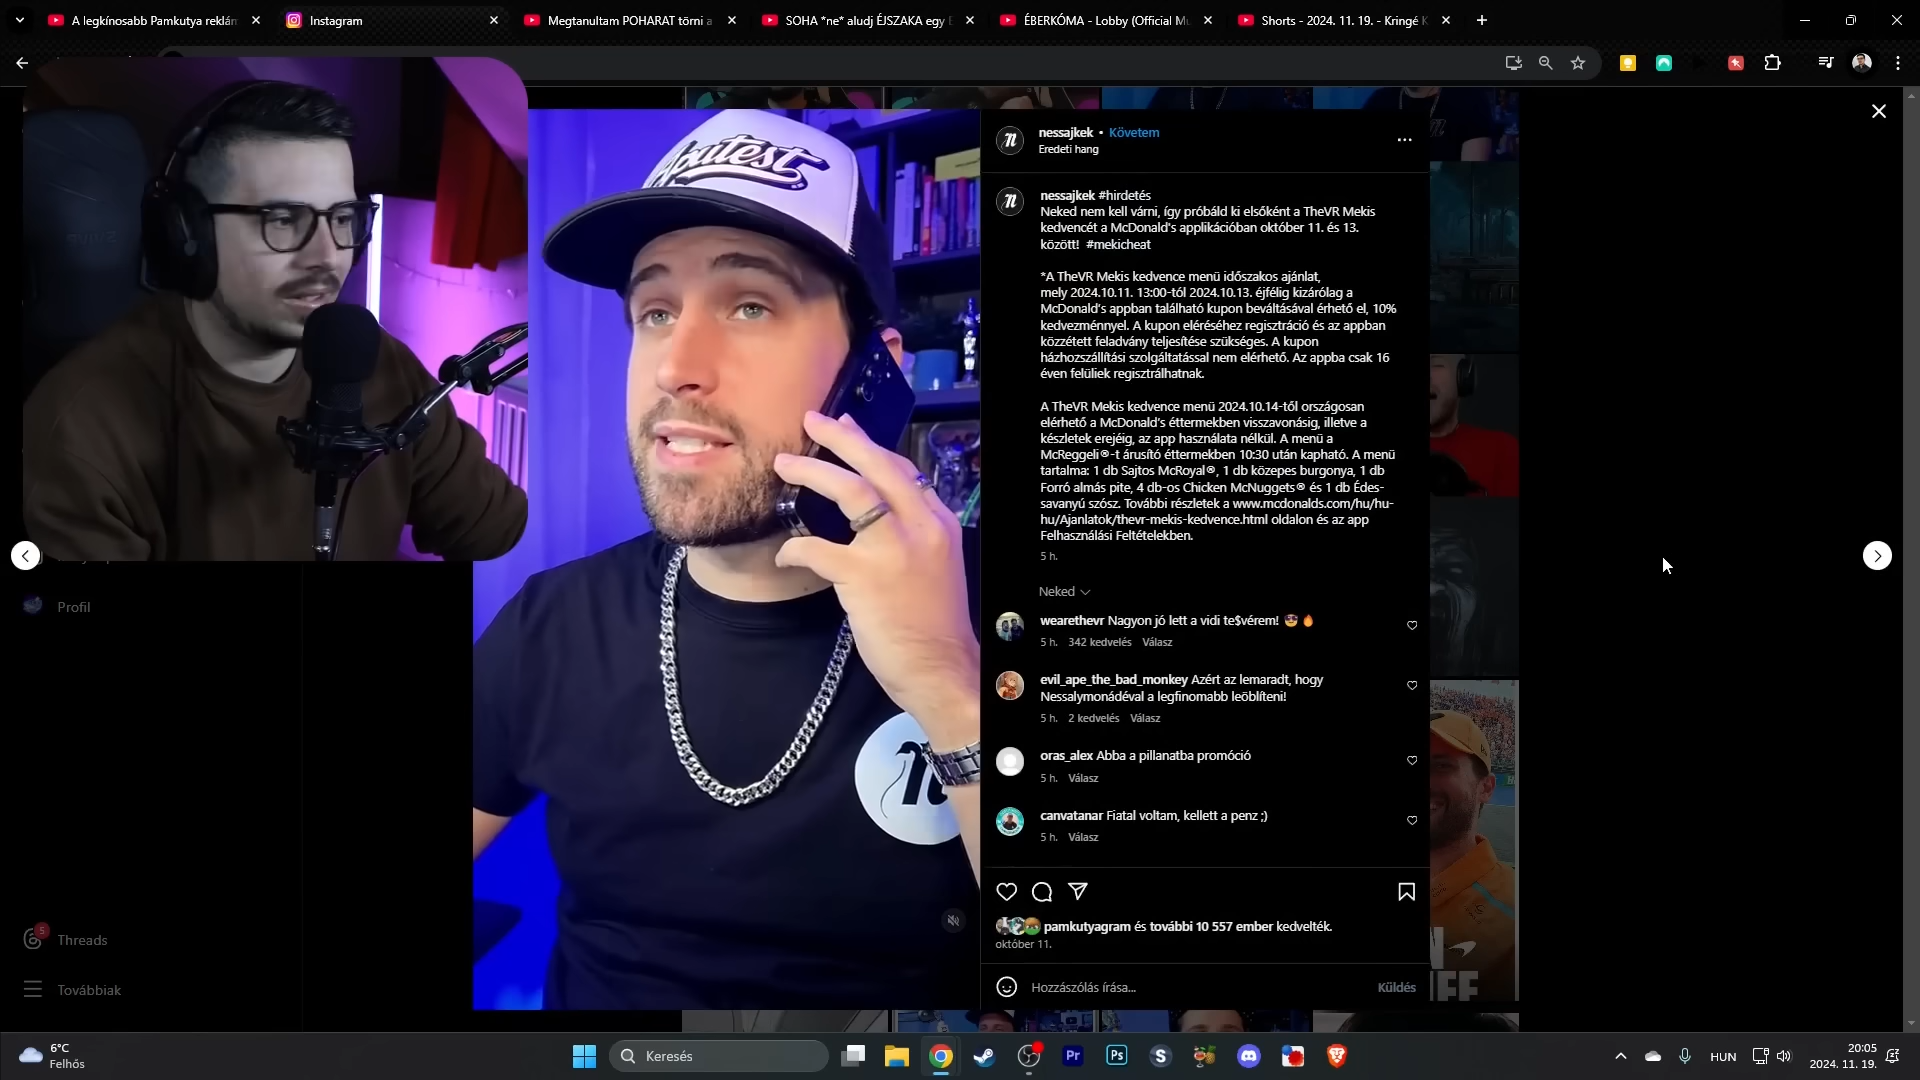 A legkínosabb Pamkutya reklám
Instagram
Megtanultam POHARAT törni a
SOHA *ne* aludj ÉJSZAKA egy
ÉBERKÓMA - Lobby (Official Mu
Shorts - 2024. 11. 19. - Kringé K
Aputest
nessajkek • Követem
Eredeti hang
nessajkek #hirdetés
Neked nem kell várni, így próbáld ki elsőként a TheVR Mekis
kedvencét a McDonald's applikációban október 11. és 13.
között! #mekicheat
*A TheVR Mekis kedvence menü időszakos ajánlat,
mely 2024.10.11. 13:00-tól 2024.10.13. éjfélig kizárólag a
McDonald's appban található kupon beváltásával érhető el, 10%
kedvezménnyel. A kupon eléréséhez regisztráció és az appban
közzétett feladvány teljesítése szükséges. A kupon
házhozszállítási szolgáltatással nem elérhető. Az appba csak 16
éven felüliek regisztrálhatnak.
A TheVR Mekis kedvence menü 2024.10.14-től országosan
elérhető a McDonald's éttermekben visszavonásig, illetve a
készletek erejéig, az app használata nélkül. A menü a
McReggeli®-t árusító éttermekben 10:30 után kapható. A menü
tartalma: 1 db Sajtos McRoyal®, 1 db közepes burgonya, 1 db
Forró almás pite, 4 db-os Chicken McNuggets® és 1 db Édes-
savanyú szósz. További részletek a www.mcdonalds.com/hu/hu-
hu/Ajanlatok/thevr-mekis-kedvence.html oldalon és az app
Felhasználási Feltételekben.
5 h.
Neked
wearethevr Nagyon jó lett a vidi te$vérem! 😎🔥
5 h. 342 kedvelés Válasz
evil_ape_the_bad_monkey Azért az lemaradt, hogy
Nessalymonádéval a legfinomabb leöblíteni!
5 h. 2 kedvelés Válasz
oras_alex Abba a pillanatba promóció
5 h. Válasz
canvatanar Fiatal voltam, kellett a penz ;)
5 h. Válasz
pamkutyagram és további 10 557 ember kedvelték.
október 11.
Hozzászólás írása...
Küldés
Profil
5
Threads
Továbbiak
6°C
Felhős
Keresés
Pr
Ps
HUN
20:05
2024. 11. 19.